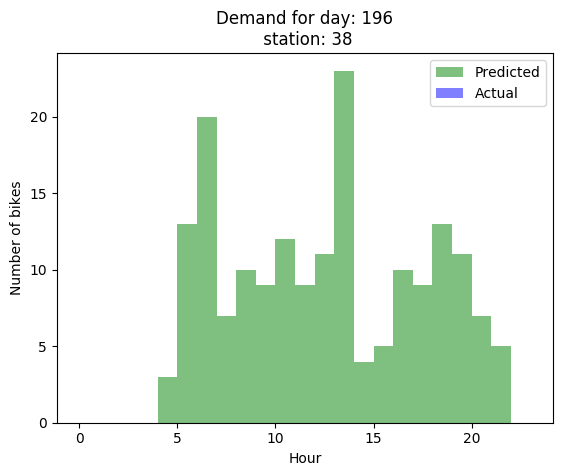 Demand for day: 196
station: 38
Predicted
Actual
Number of bikes
20
15
10
5
0
0
5
10
15
20
Hour